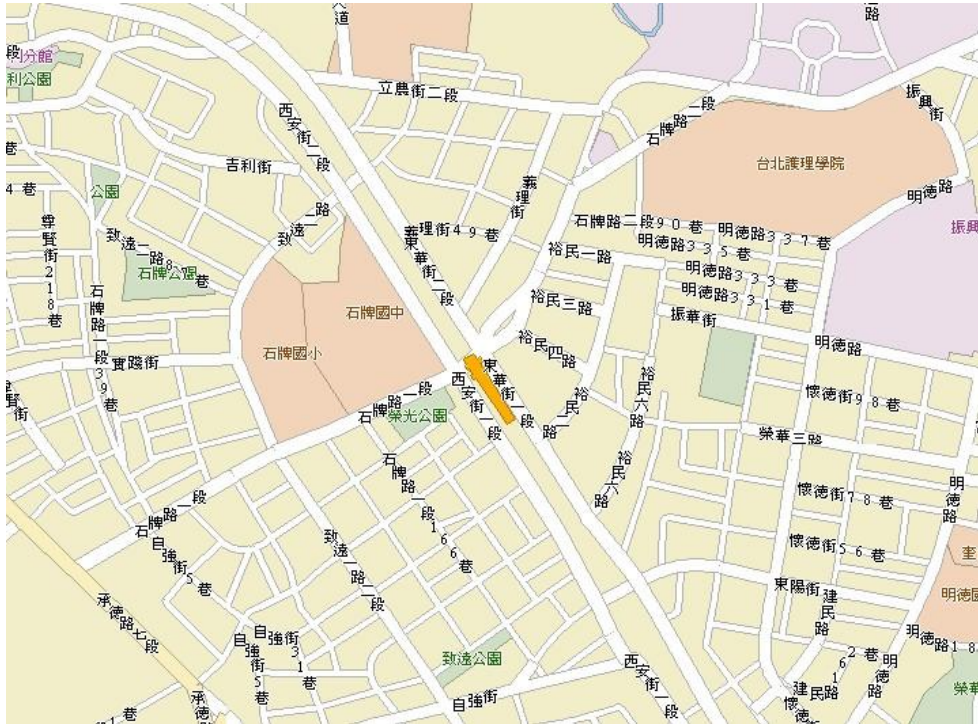 立農街二段
西安街二段
吉利街
公園
尊賢街218巷
石牌公園
石牌路一段39巷
實踐街
致遠一路
石牌國中
石牌國小
義理街
義理街49巷
東華街二段
石牌路二段
台北護理學院
振興街
明德路
石牌路二段90巷
明德路337巷
明德路335巷
明德路333巷
明德路331巷
裕民一路
裕民三路
裕民四路
振華街
明德路
裕民六路
懷德街98巷
東華街一段
西安街一段
榮光公園
石牌路一段
裕民二路
裕民六路
榮華三路
明德路
懷德街78巷
石牌路一段166巷
石牌路一段
自強街5巷
致遠一路二段
懷德街56巷
東陽街
建民路
承德路七段
自強街31巷
自強街5巷
致遠公園
自強街
西安街一段
明德路